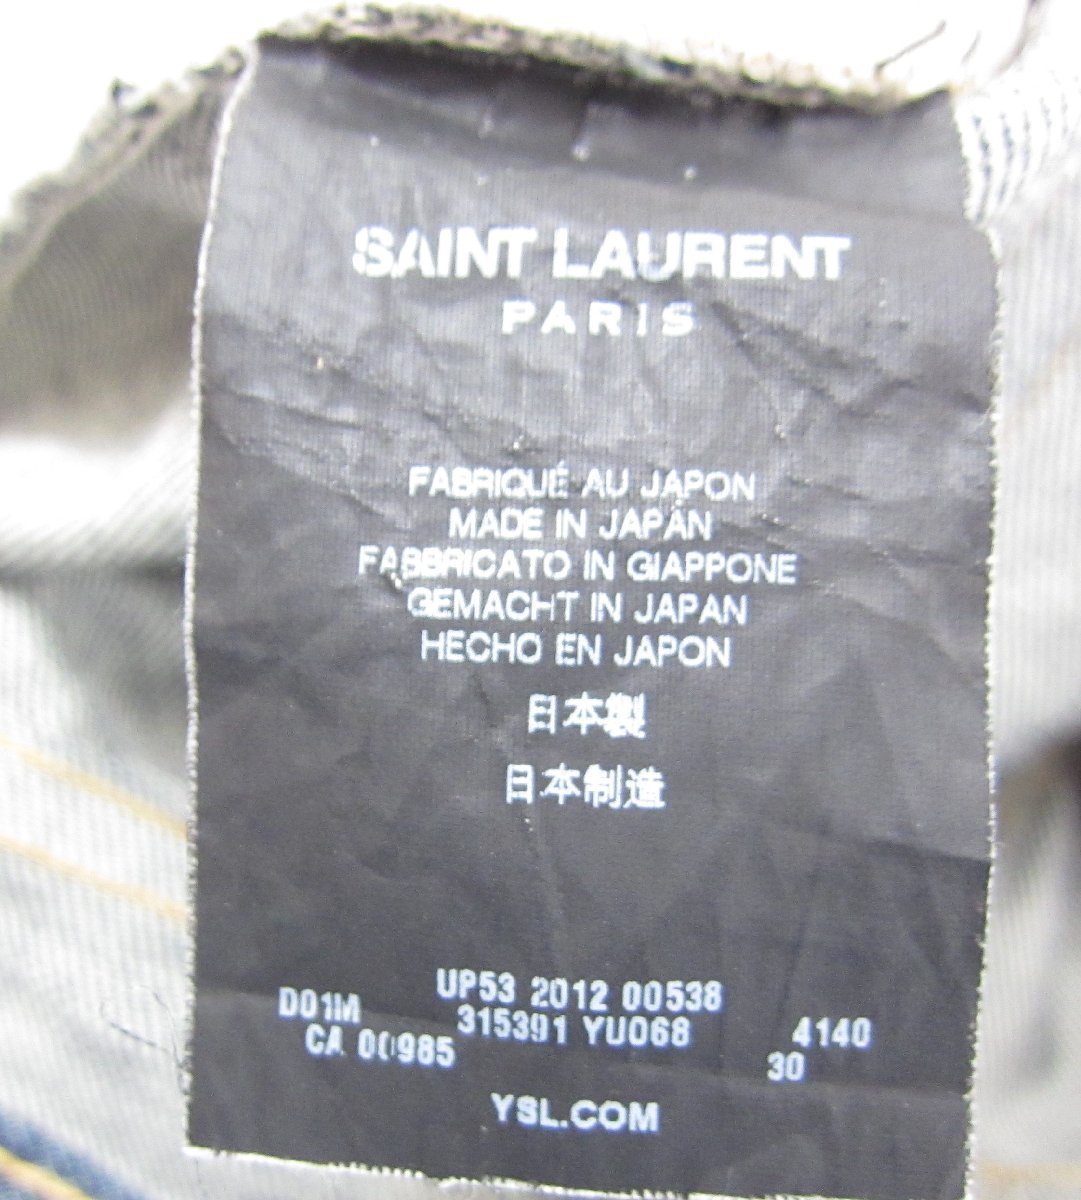 SAINT LAURENT
PARIS
FABRIQUÉ AU JAPON
MADE IN JAPAN
FABBRICATO IN GIAPPONE
GEMACHT IN JAPAN
HECHO EN JAPON
日本製
日本制造
UP53 2012 00538
D01M 315391 YU068 4140
CA 00985 30
YSL.COM